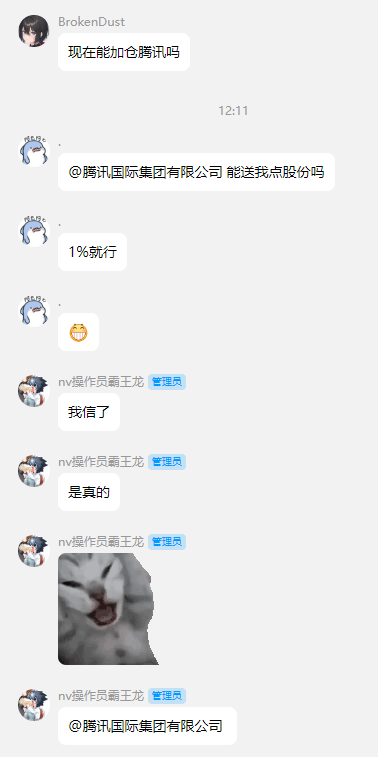 BrokenDust
现在能加仓腾讯吗
12:11
.
@腾讯国际集团有限公司 能送我点股份吗
.
1%就行
.
nv操作员霸王龙 管理员
我信了
nv操作员霸王龙 管理员
是真的
nv操作员霸王龙 管理员
nv操作员霸王龙 管理员
@腾讯国际集团有限公司